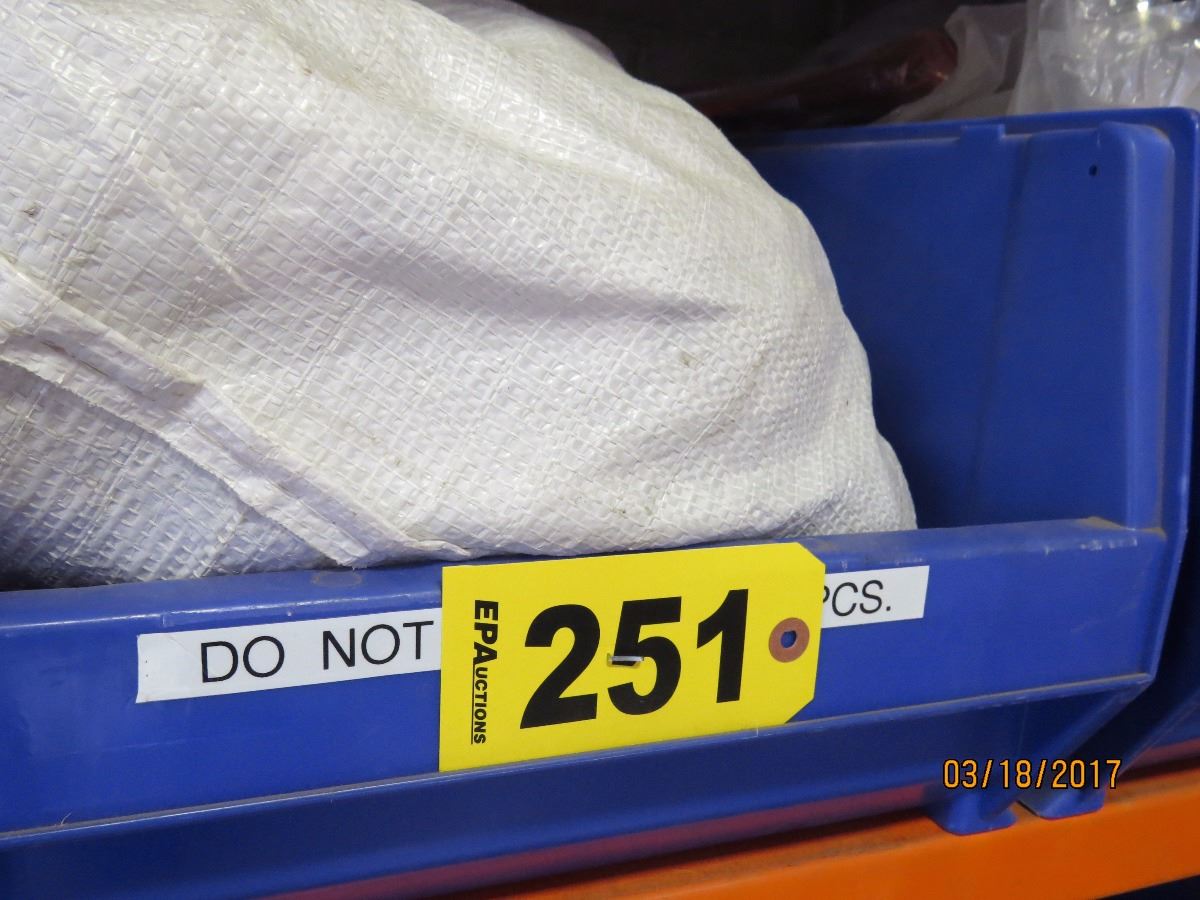 DO NOT
PCS.
EPAUCTIONS
251
03/18/2017